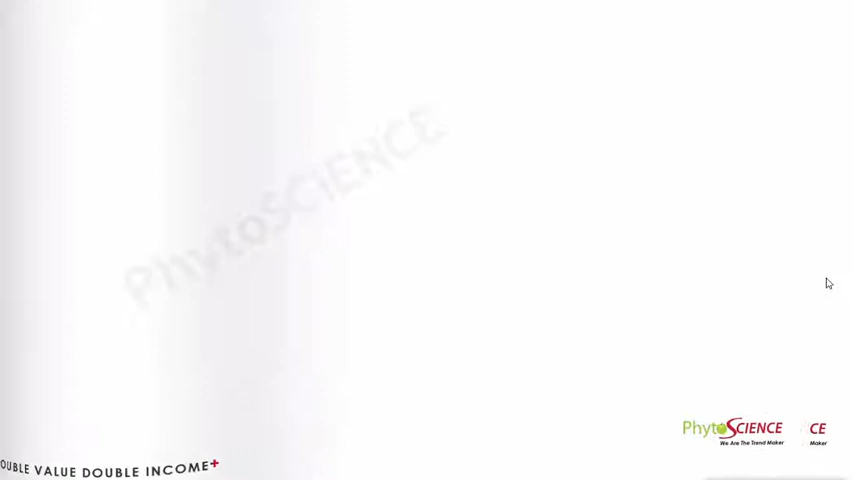 PhytoSCIENCE
PhytoSCIENCE CE
We Are The Trend Maker Maker
OUBLE VALUE DOUBLE INCOME+